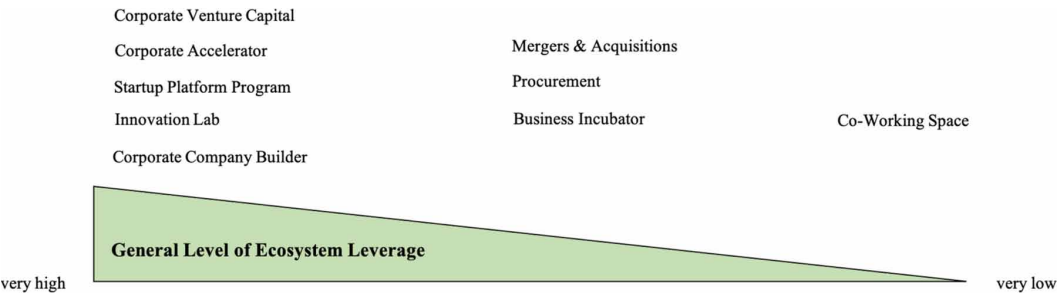 Corporate Venture Capital
Corporate Accelerator
Startup Platform Program
Innovation Lab
Corporate Company Builder
Mergers & Acquisitions
Procurement
Business Incubator
Co-Working Space
General Level of Ecosystem Leverage
very high
very low